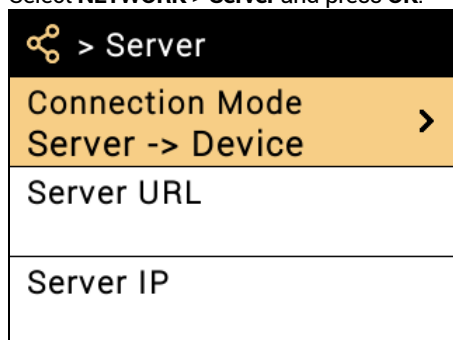 Select NETWORK > Server and press OK.
> Server
Connection Mode
Server -> Device
Server URL
Server IP